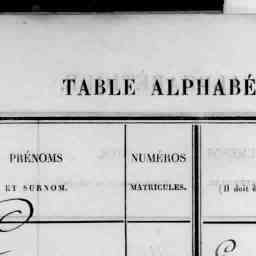 TABLE ALPHABÉ
PRÉNOMS
ET SURNOM.
NUMÉROS
MATRICULES.
(Il doit ê